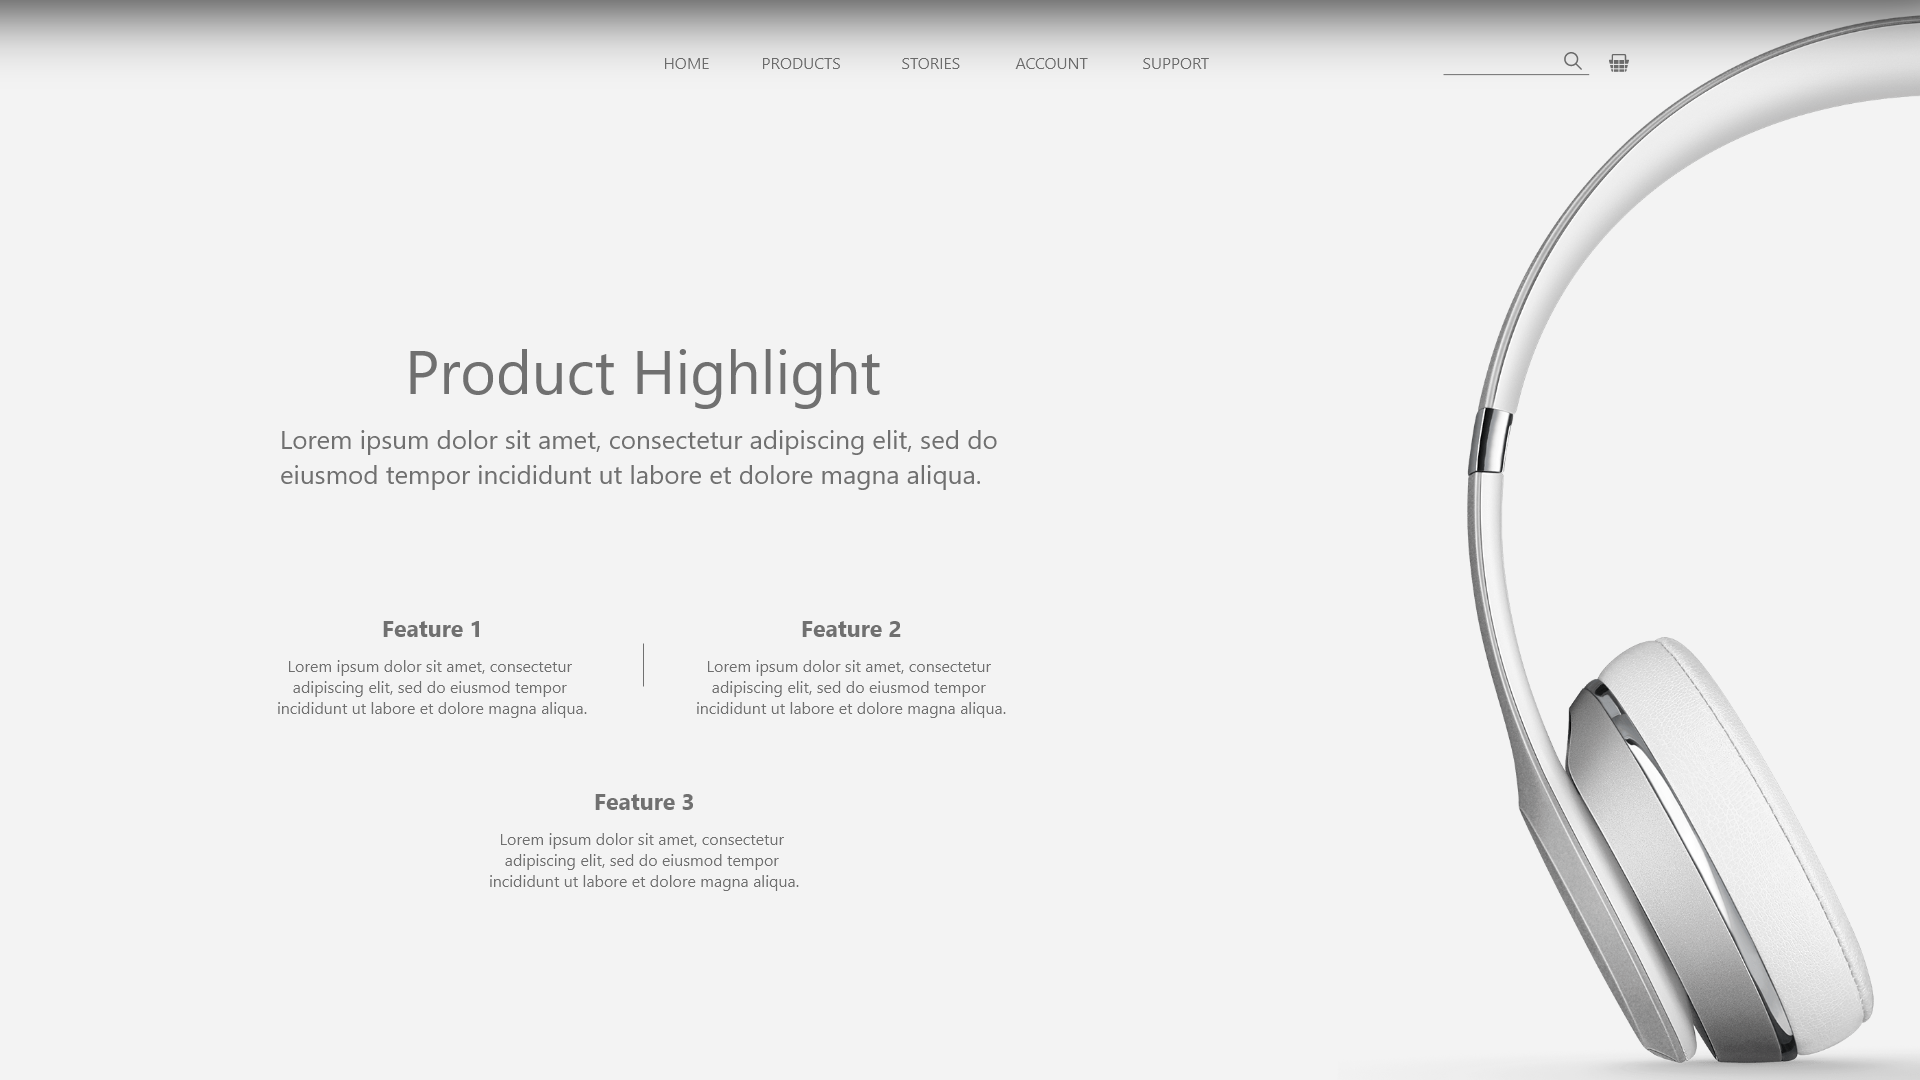 HOME PRODUCTS STORIES ACCOUNT SUPPORT
Product Highlight
Lorem ipsum dolor sit amet, consectetur adipiscing elit, sed do
eiusmod tempor incididunt ut labore et dolore magna aliqua.
Feature 1
Lorem ipsum dolor sit amet, consectetur
adipiscing elit, sed do eiusmod tempor
incididunt ut labore et dolore magna aliqua.
Feature 2
Lorem ipsum dolor sit amet, consectetur
adipiscing elit, sed do eiusmod tempor
incididunt ut labore et dolore magna aliqua.
Feature 3
Lorem ipsum dolor sit amet, consectetur
adipiscing elit, sed do eiusmod tempor
incididunt ut labore et dolore magna aliqua.